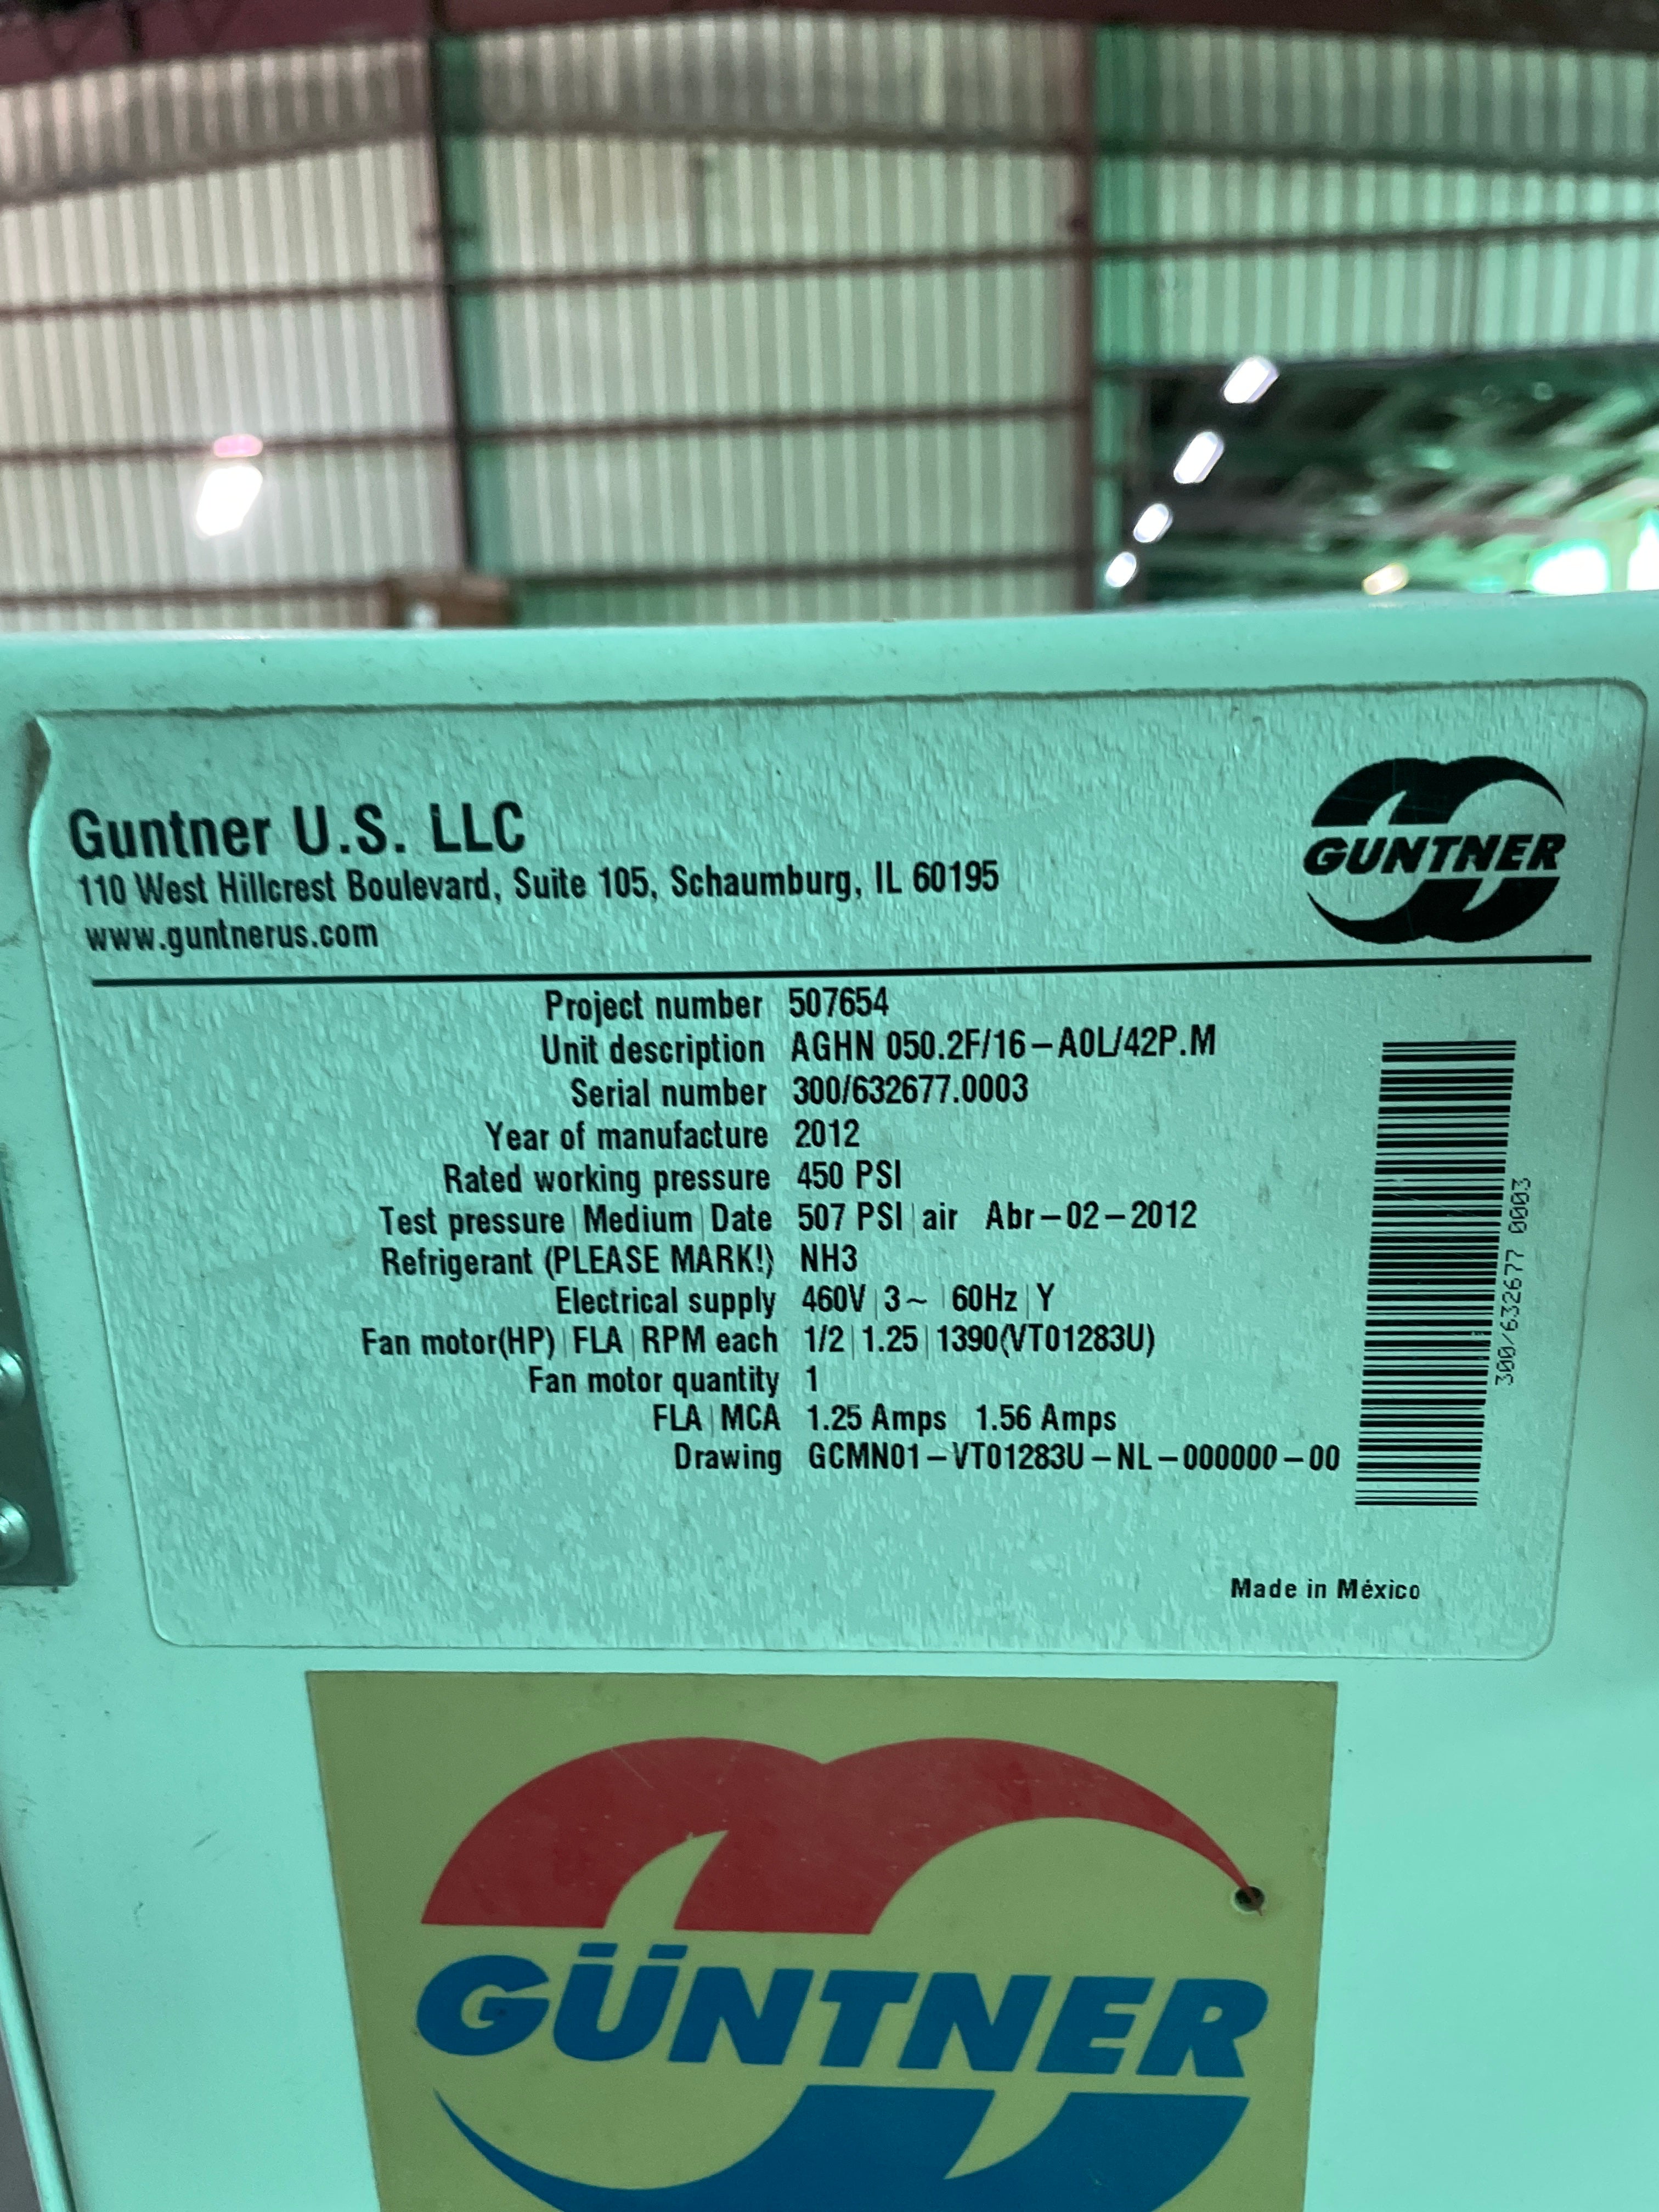 Guntner U.S. LLC
110 West Hillcrest Boulevard, Suite 105, Schaumburg, IL 60195
www.guntnerus.com
GUNTNER
Project number 507654
Unit description AGHN 050.2F/16-A0L/42P.M
Serial number 300/632677.0003
Year of manufacture 2012
Rated working pressure 450 PSI
Test pressure | Medium | Date 507 PSI | air Abr-02-2012
Refrigerant (PLEASE MARK!) NH3
Electrical supply 460V | 3~ | 60Hz | Y
Fan motor(HP) | FLA | RPM each 1/2 | 1.25 | 1390(VT01283U)
Fan motor quantity 1
FLA | MCA 1.25 Amps | 1.56 Amps
Drawing GCMN01-VT01283U-NL-000000-00
300/632677 0003
Made in México
GÜNTNER